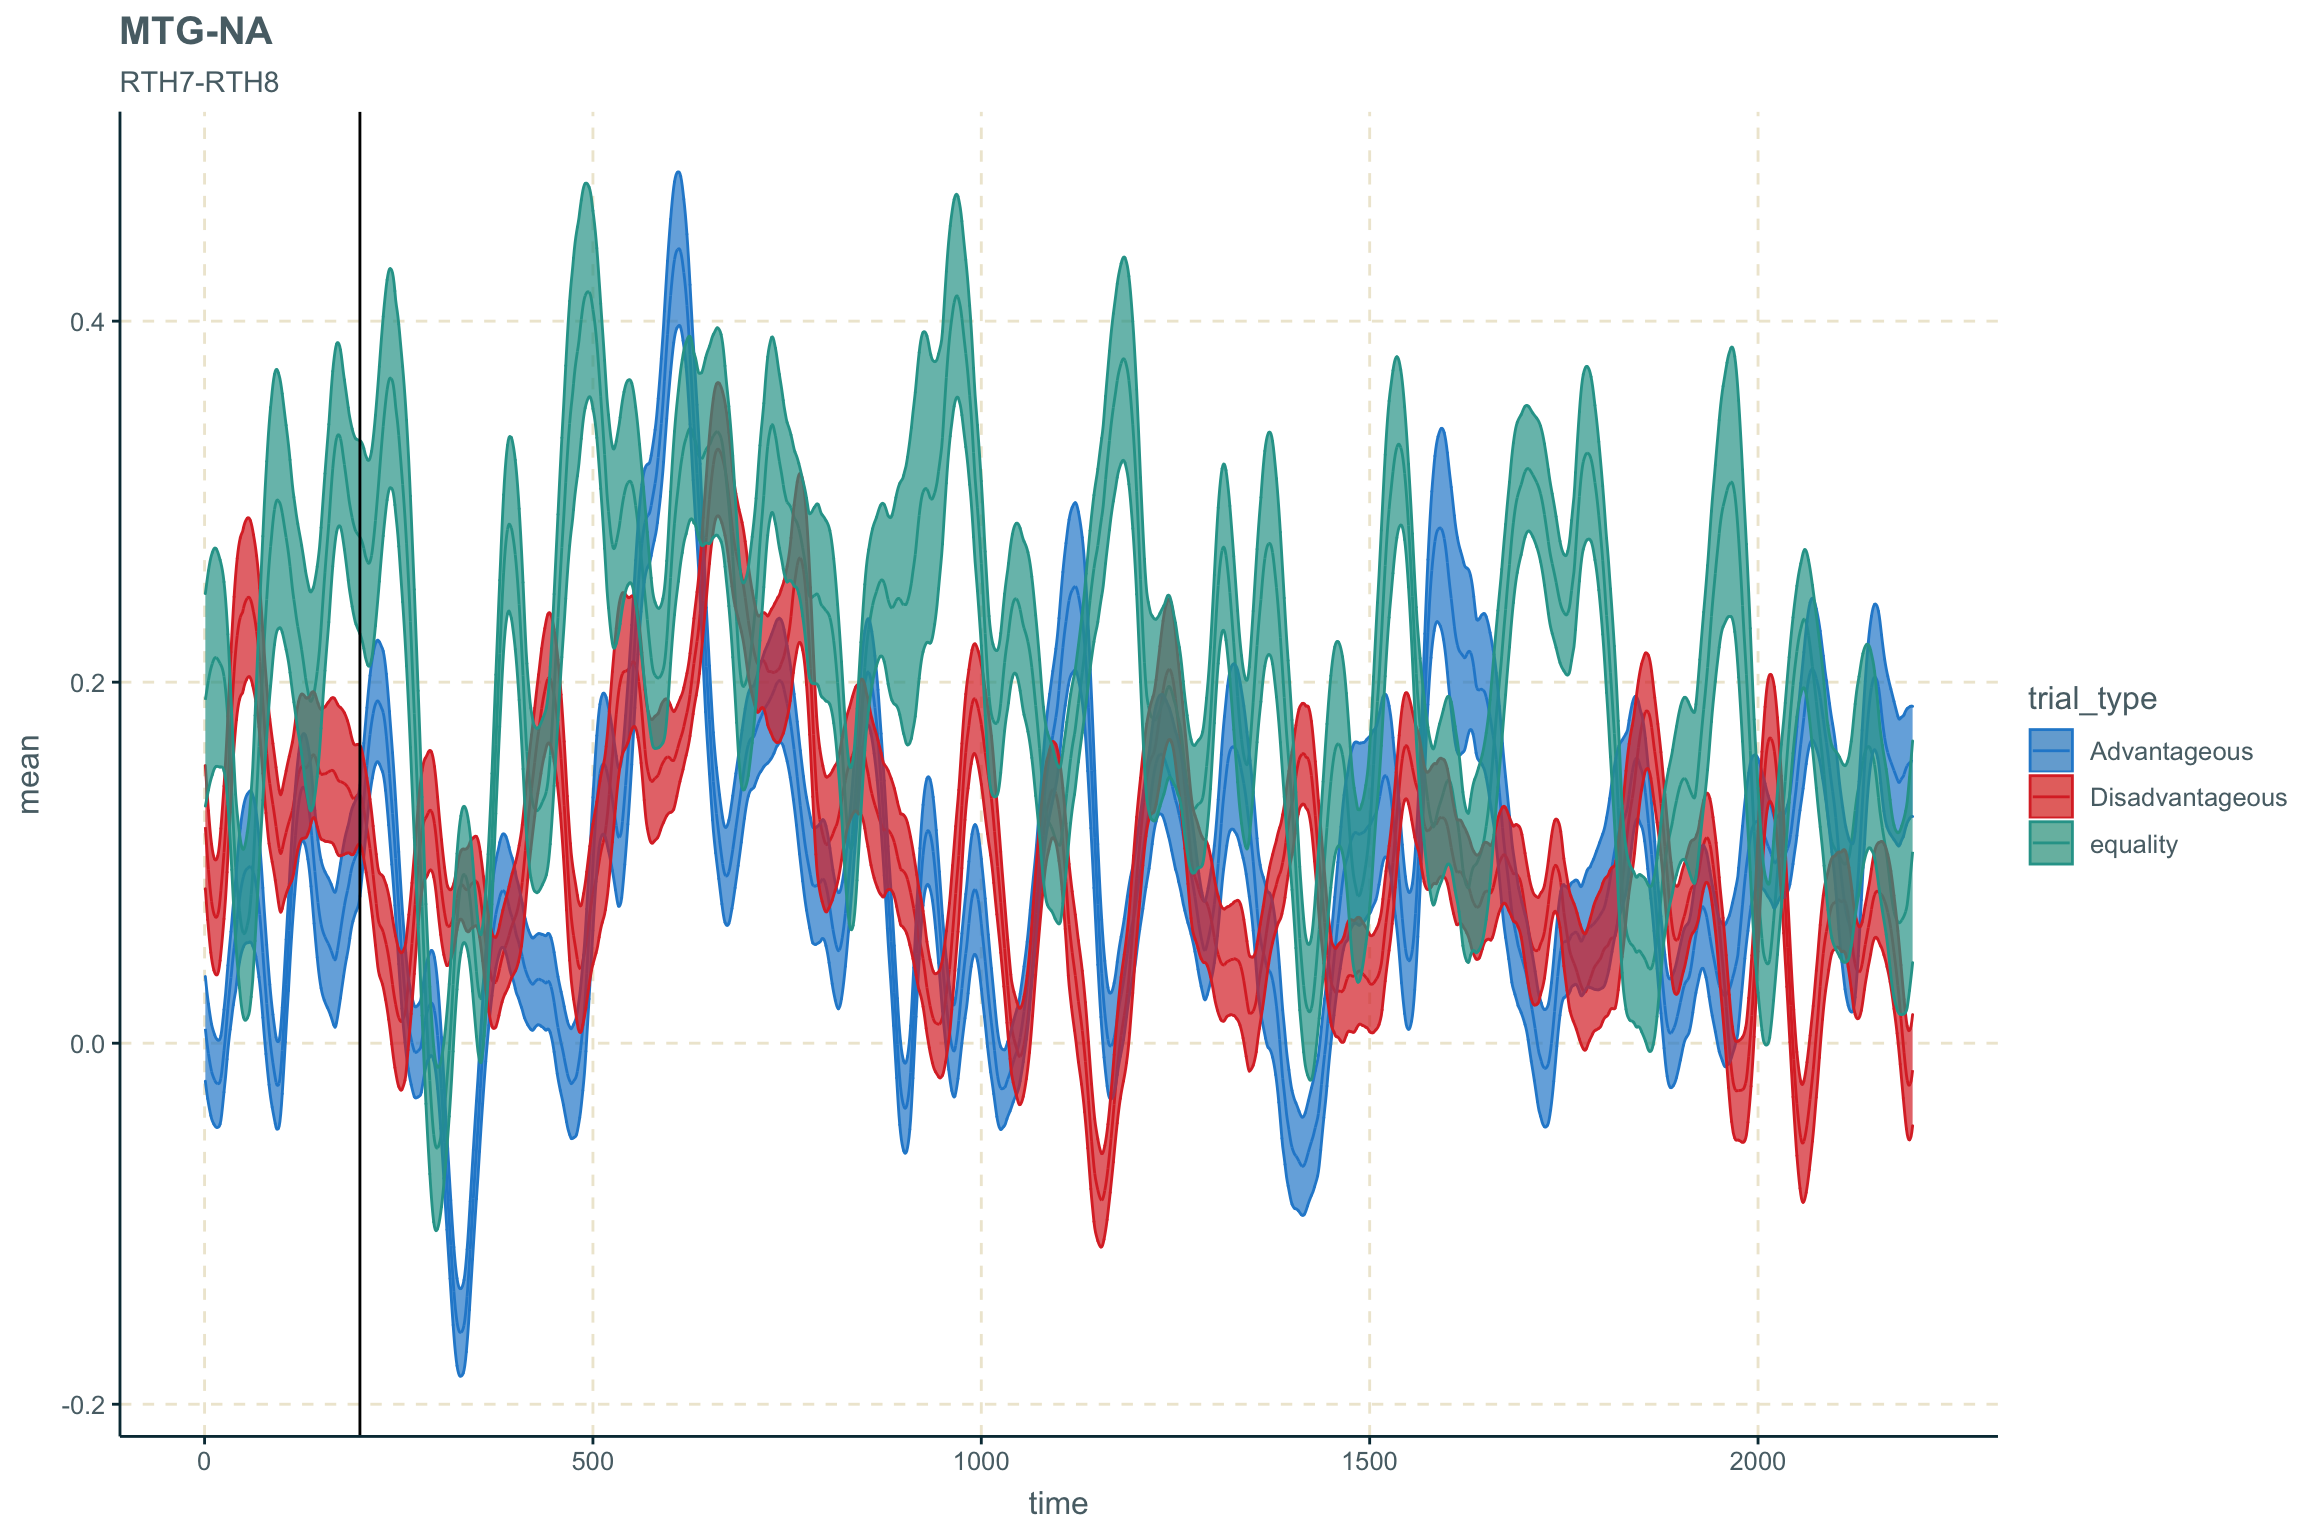 MTG-NA
RTH7-RTH8
mean
0.4
0.2
0.0
-0.2
0
500
1000
1500
2000
time
trial_type
Advantageous
Disadvantageous
equality